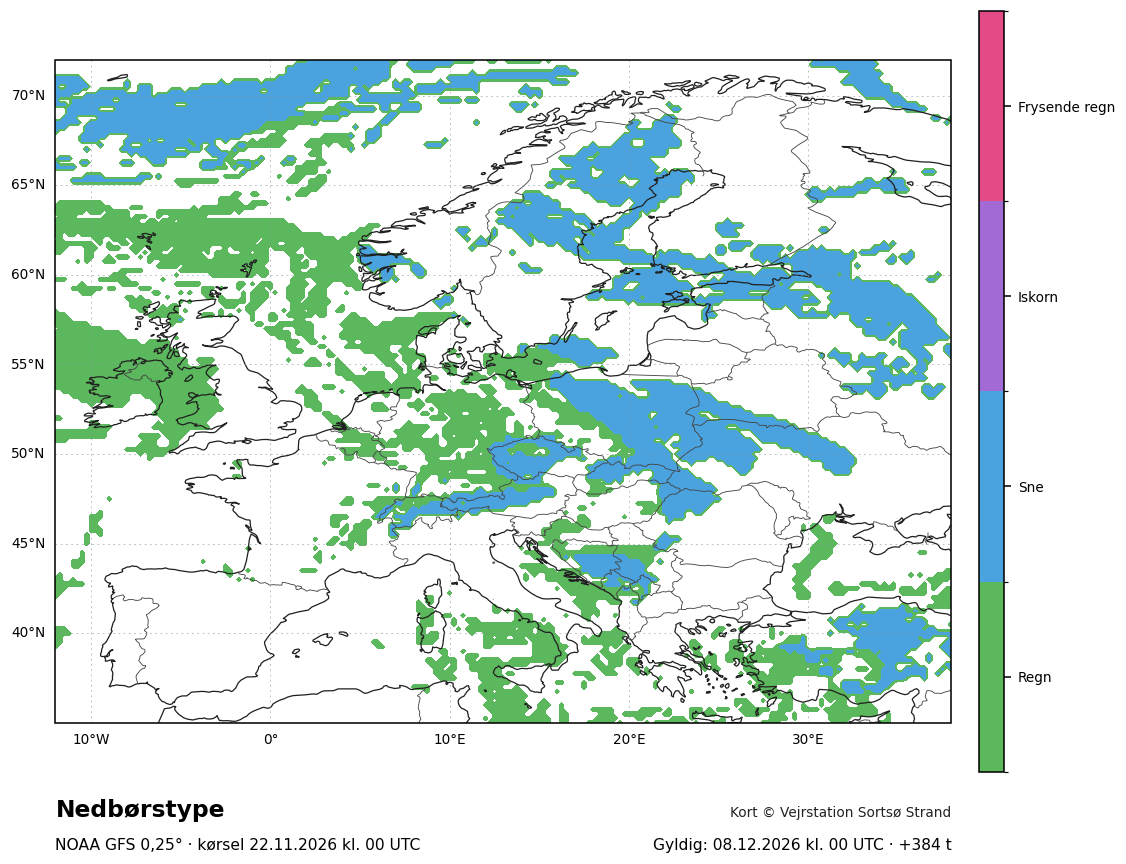 Frysende regn
Iskorn
Sne
Regn
70°N
65°N
60°N
55°N
50°N
45°N
40°N
10°W
0°
10°E
20°E
30°E
Nedbørstype
Kort © Vejrstation Sortsø Strand
NOAA GFS 0,25° · kørsel 22.11.2026 kl. 00 UTC
Gyldig: 08.12.2026 kl. 00 UTC · +384 t